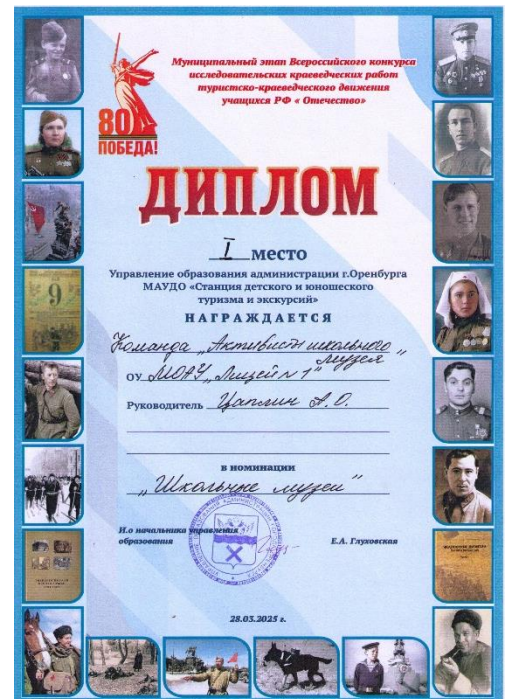 Муниципальный этап Всероссийского конкурса
исследовательских краеведческих работ
туристско-краеведческого движения
учащихся РФ « Отечество»
80
ПОБЕДА!
ДИПЛОМ
I место
Управление образования администрации г.Оренбурга
МАУДО «Станция детского и юношеского
туризма и экскурсий»
НАГРАЖДАЕТСЯ
Команда „Активисты школьного
музея"
ОУ МОАУ „Лицей №1"
Руководитель Цаплин А.О.
в номинации
„Школьные музеи"
И.о начальника управления
образования
Е.А. Глуховская
28.03.2025 г.
9